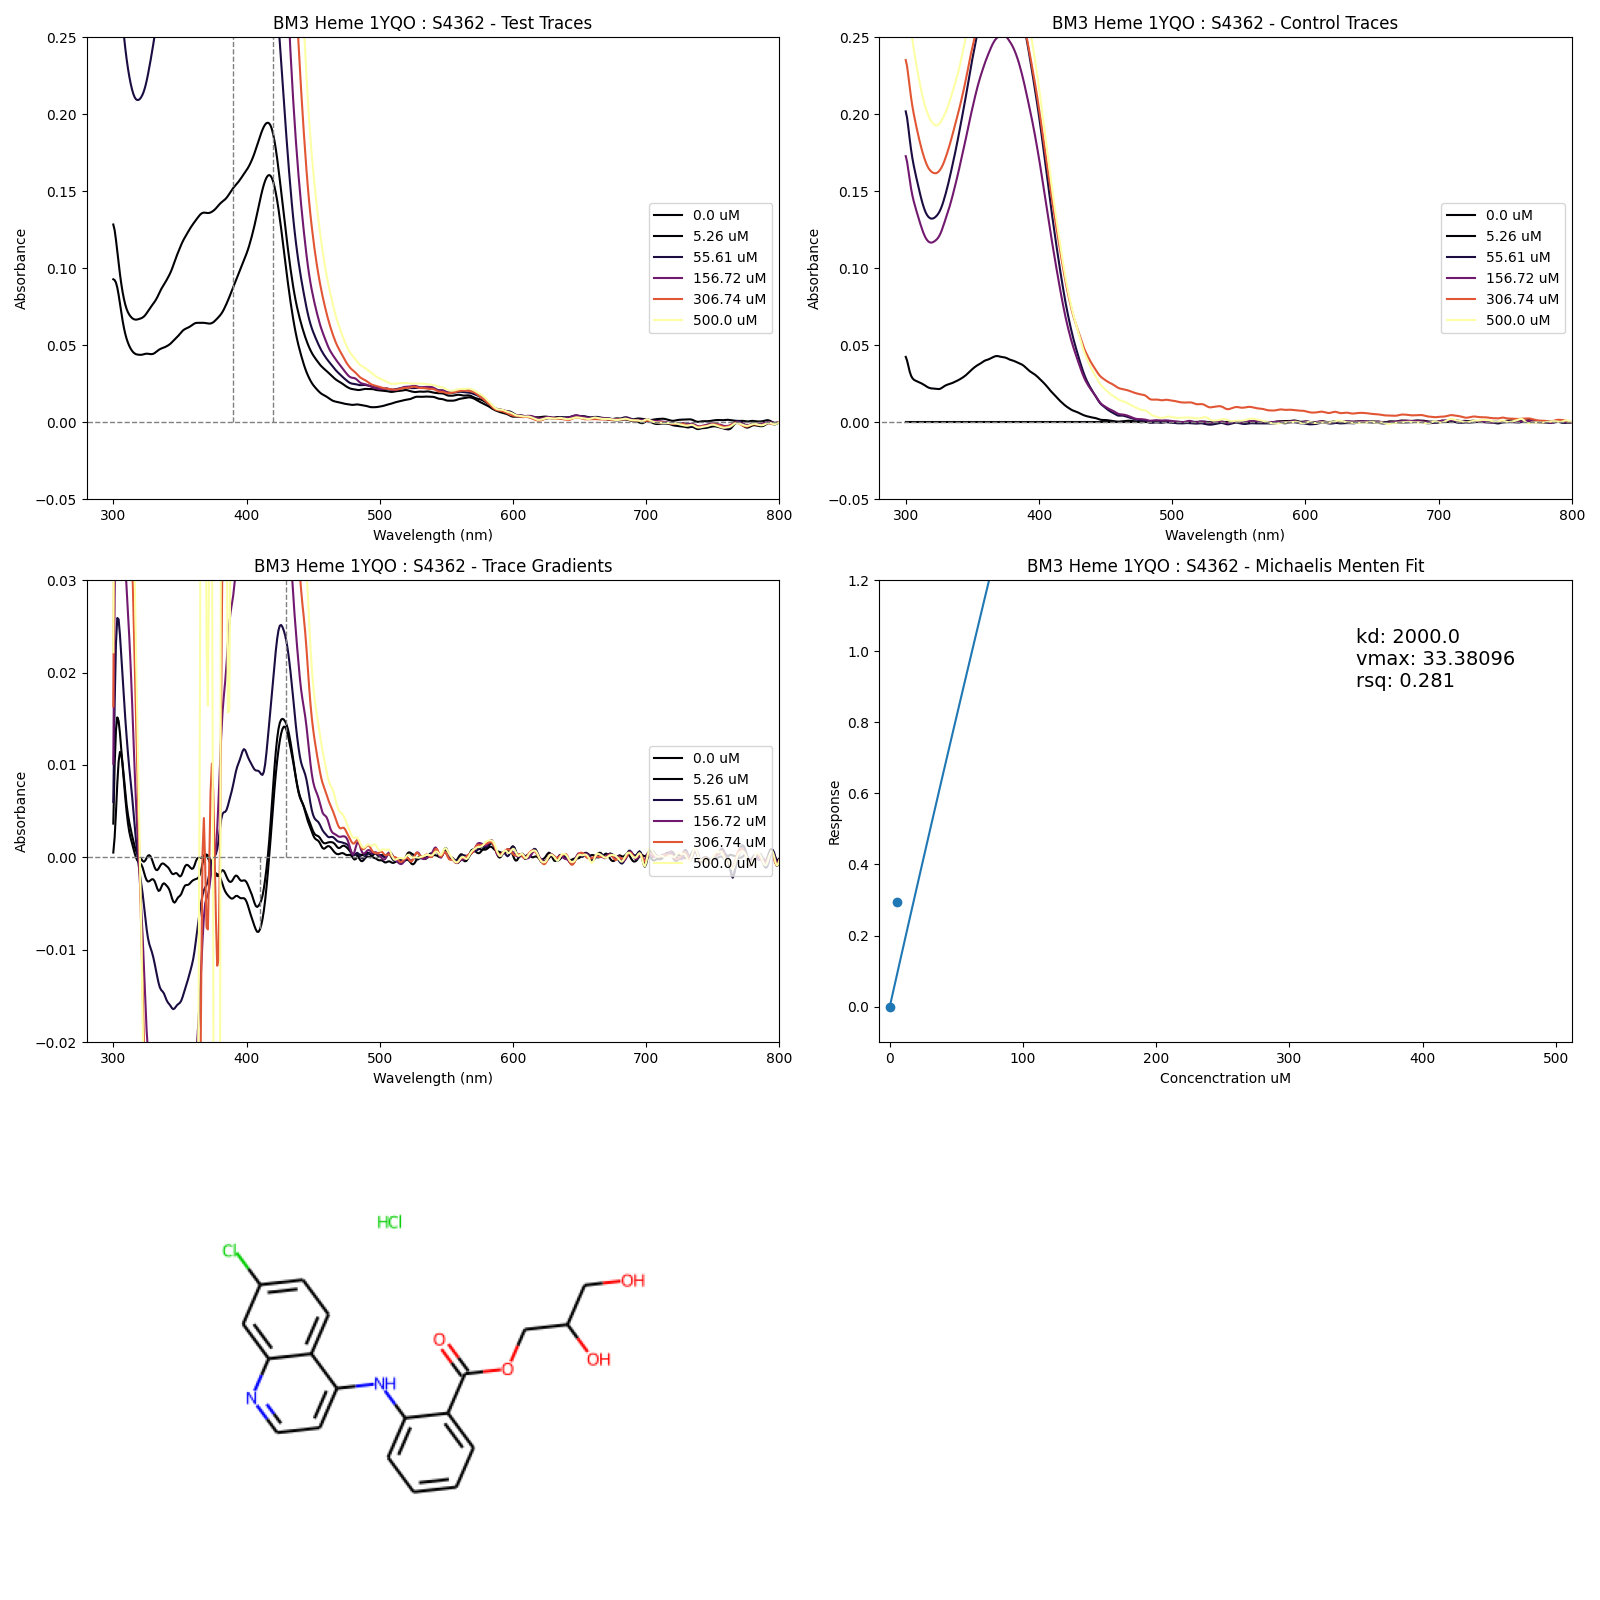 BM3 Heme 1YQO : S4362 - Test Traces
0.25
0.20
0.15
0.10
0.05
0.00
−0.05
Absorbance
300
400
500
600
700
800
Wavelength (nm)
0.0 uM
5.26 uM
55.61 uM
156.72 uM
306.74 uM
500.0 uM
BM3 Heme 1YQO : S4362 - Control Traces
0.25
0.20
0.15
0.10
0.05
0.00
−0.05
Absorbance
300
400
500
600
700
800
Wavelength (nm)
0.0 uM
5.26 uM
55.61 uM
156.72 uM
306.74 uM
500.0 uM
BM3 Heme 1YQO : S4362 - Trace Gradients
0.03
0.02
0.01
0.00
−0.01
−0.02
Absorbance
300
400
500
600
700
800
Wavelength (nm)
0.0 uM
5.26 uM
55.61 uM
156.72 uM
306.74 uM
500.0 uM
BM3 Heme 1YQO : S4362 - Michaelis Menten Fit
1.2
1.0
0.8
0.6
0.4
0.2
0.0
Response
0
100
200
300
400
500
Concenctration uM
kd: 2000.0
vmax: 33.38096
rsq: 0.281
HCl
Cl
OH
O
OH
O
NH
N